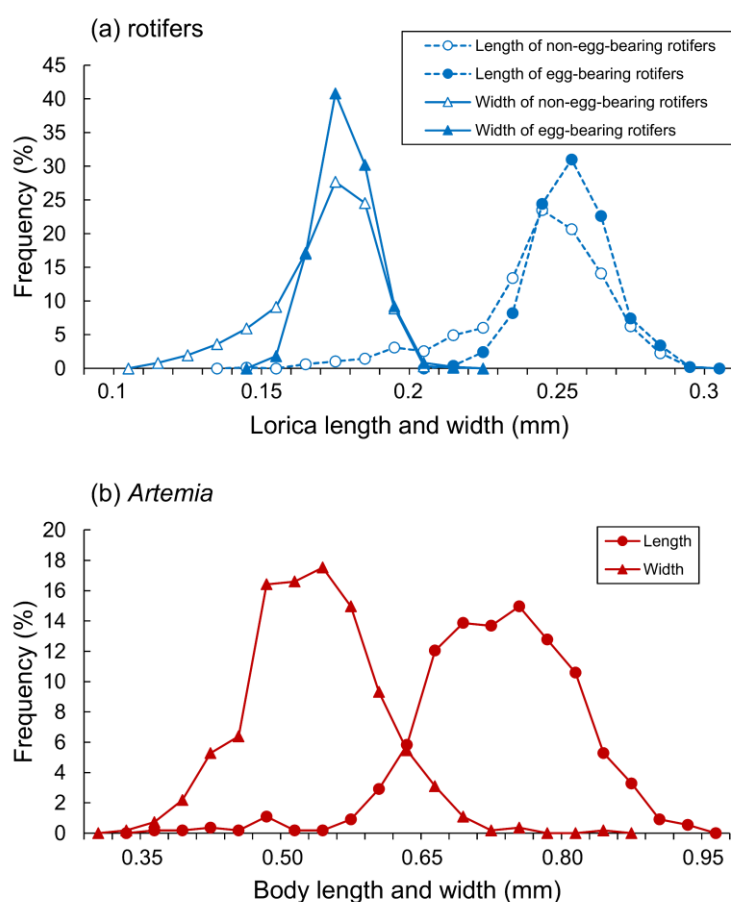 (a) rotifers
Length of non-egg-bearing rotifers
Length of egg-bearing rotifers
Width of non-egg-bearing rotifers
Width of egg-bearing rotifers
Frequency (%)
45
40
35
30
25
20
15
10
5
0
0.1 0.15 0.2 0.25 0.3
Lorica length and width (mm)
(b) Artemia
Length
Width
Frequency (%)
20
18
16
14
12
10
8
6
4
2
0
0.35 0.50 0.65 0.80 0.95
Body length and width (mm)